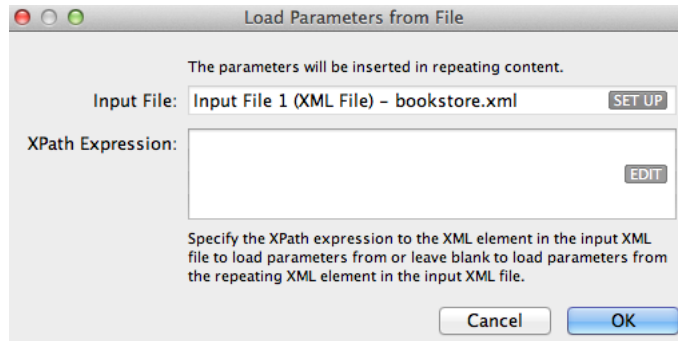 Load Parameters from File
The parameters will be inserted in repeating content.
Input File: Input File 1 (XML File) – bookstore.xml SET UP
XPath Expression:
EDIT
Specify the XPath expression to the XML element in the input XML
file to load parameters from or leave blank to load parameters from
the repeating XML element in the input XML file.
Cancel OK